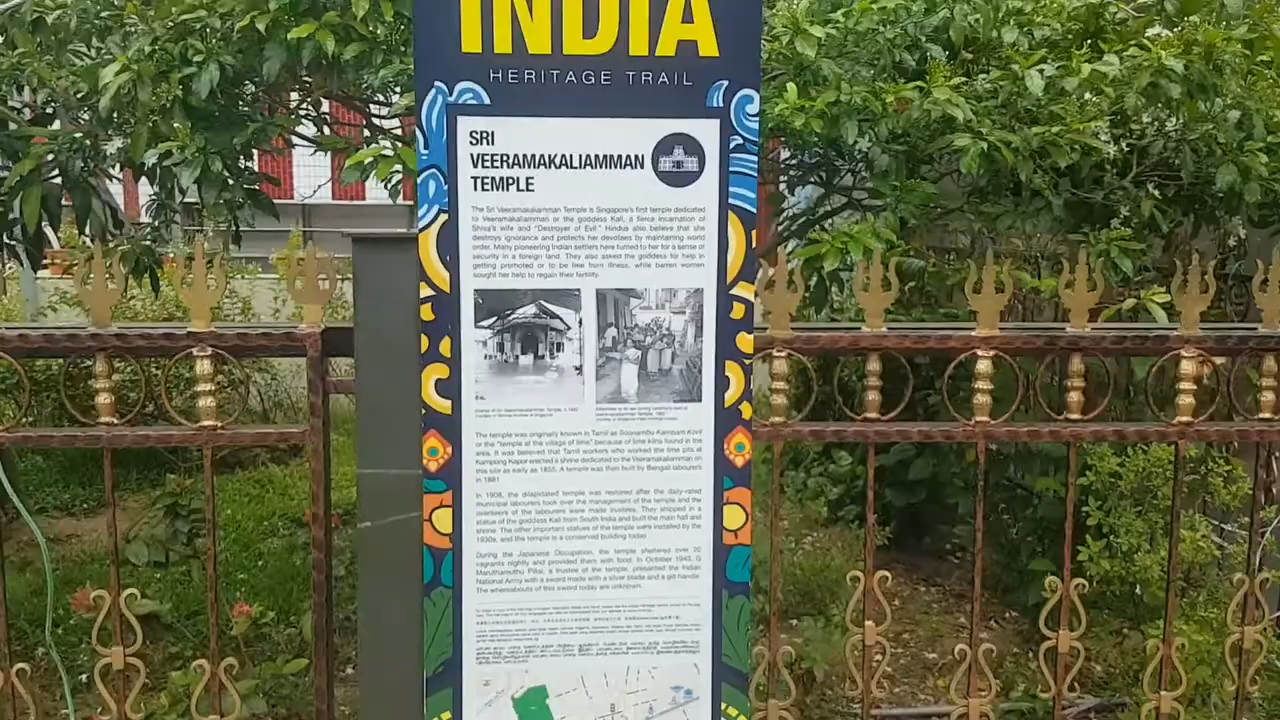 INDIA
HERITAGE TRAIL
SRI
VEERAMAKALIAMMAN
TEMPLE
The Sri Veeramakaliamman Temple is Singapore's first temple dedicated
to Veeramakaliamman or the goddess Kali, a fierce incarnation of
Shiva's wife and "Destroyer of Evil." Hindus also believe that she
destroys ignorance and protects her devotees by maintaining world
order. Many pioneering Indian settlers here turned to her for a sense of
security in a foreign land. They also asked the goddess for help in
getting promoted or to be free from illness, while barren women
sought her help to regain their fertility.
The temple was originally known in Tamil as Soonambu Kambam Kovil
or the "temple at the village of lime" because of lime kilns found in the
area. It was believed that Tamil workers who worked the lime pits at
Kampong Kapor erected a shrine dedicated to the Veeramakaliamman on
this site as early as 1855. A temple was then built by Bengali labourers
in 1881
In 1908, the dilapidated temple was restored after the daily-rated
municipal labourers took over the management of the temple and the
overseers of the labourers were made trustees. They shipped in a
statue of the goddess Kali from South India and built the main hall and
shrine. The other important statues of the temple were installed by the
1930s, and the temple is a conserved building today
During the Japanese Occupation, the temple sheltered over 20
vagrants nightly and provided them with food. In October 1943, G
Maruthamuthu Pillai, a trustee of the temple, presented the Indian
National Army with a sword made with a silver blade and a gilt handle.
The whereabouts of this sword today are unknown.